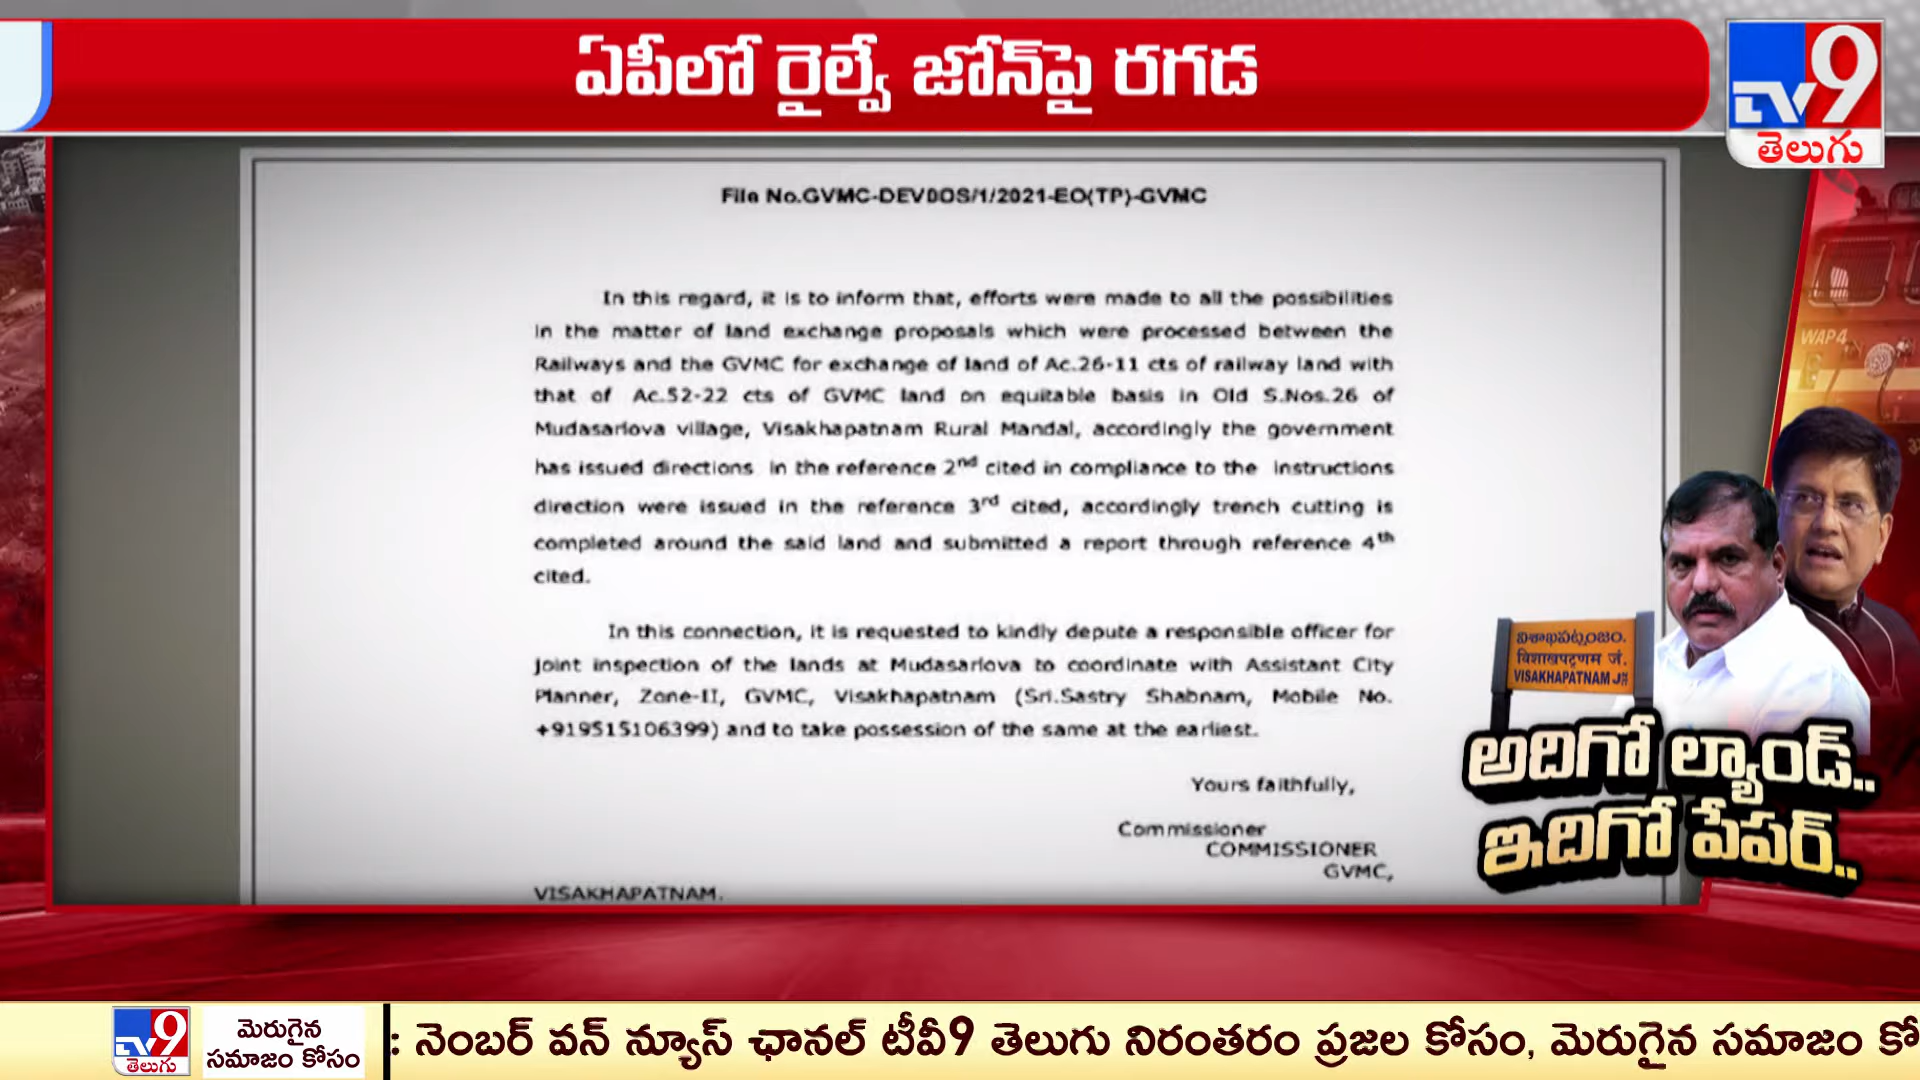 ఏపీలో రైల్వే జోన్‌పై రగడ
TV9
తెలుగు
File No.GVMC-DEV0OS/1/2021-EO(TP)-GVMC
In this regard, it is to inform that, efforts were made to all the possibilities
in the matter of land exchange proposals which were processed between the
Railways and the GVMC for exchange of land of Ac.26-11 cts of railway land with
that of Ac.52-22 cts of GVMC land on equitable basis in Old S.Nos.26 of
Mudasarlova village, Visakhapatnam Rural Mandal, accordingly the government
has issued directions in the reference 2nd cited in compliance to the instructions
direction were issued in the reference 3rd cited, accordingly trench cutting is
completed around the said land and submitted a report through reference 4th
cited.
In this connection, it is requested to kindly depute a responsible officer for
joint inspection of the lands at Mudasarlova to coordinate with Assistant City
Planner, Zone-II, GVMC, Visakhapatnam (Sri.Sastry Shabnam, Mobile No.
+919515106399) and to take possession of the same at the earliest.
Yours faithfully,
Commissioner
COMMISSIONER
GVMC,
VISAKHAPATNAM.
WAP4
విశాఖపట్నంజం.
विशाखपट्टणम जं.
VISAKHAPATNAM JN
అదిగో ల్యాండ్..
ఇదిగో పేపర్..
TV9
తెలుగు
మెరుగైన
సమాజం కోసం
: నెంబర్ వన్ న్యూస్ ఛానల్ టీవీ9 తెలుగు నిరంతరం ప్రజల కోసం, మెరుగైన సమాజం కో